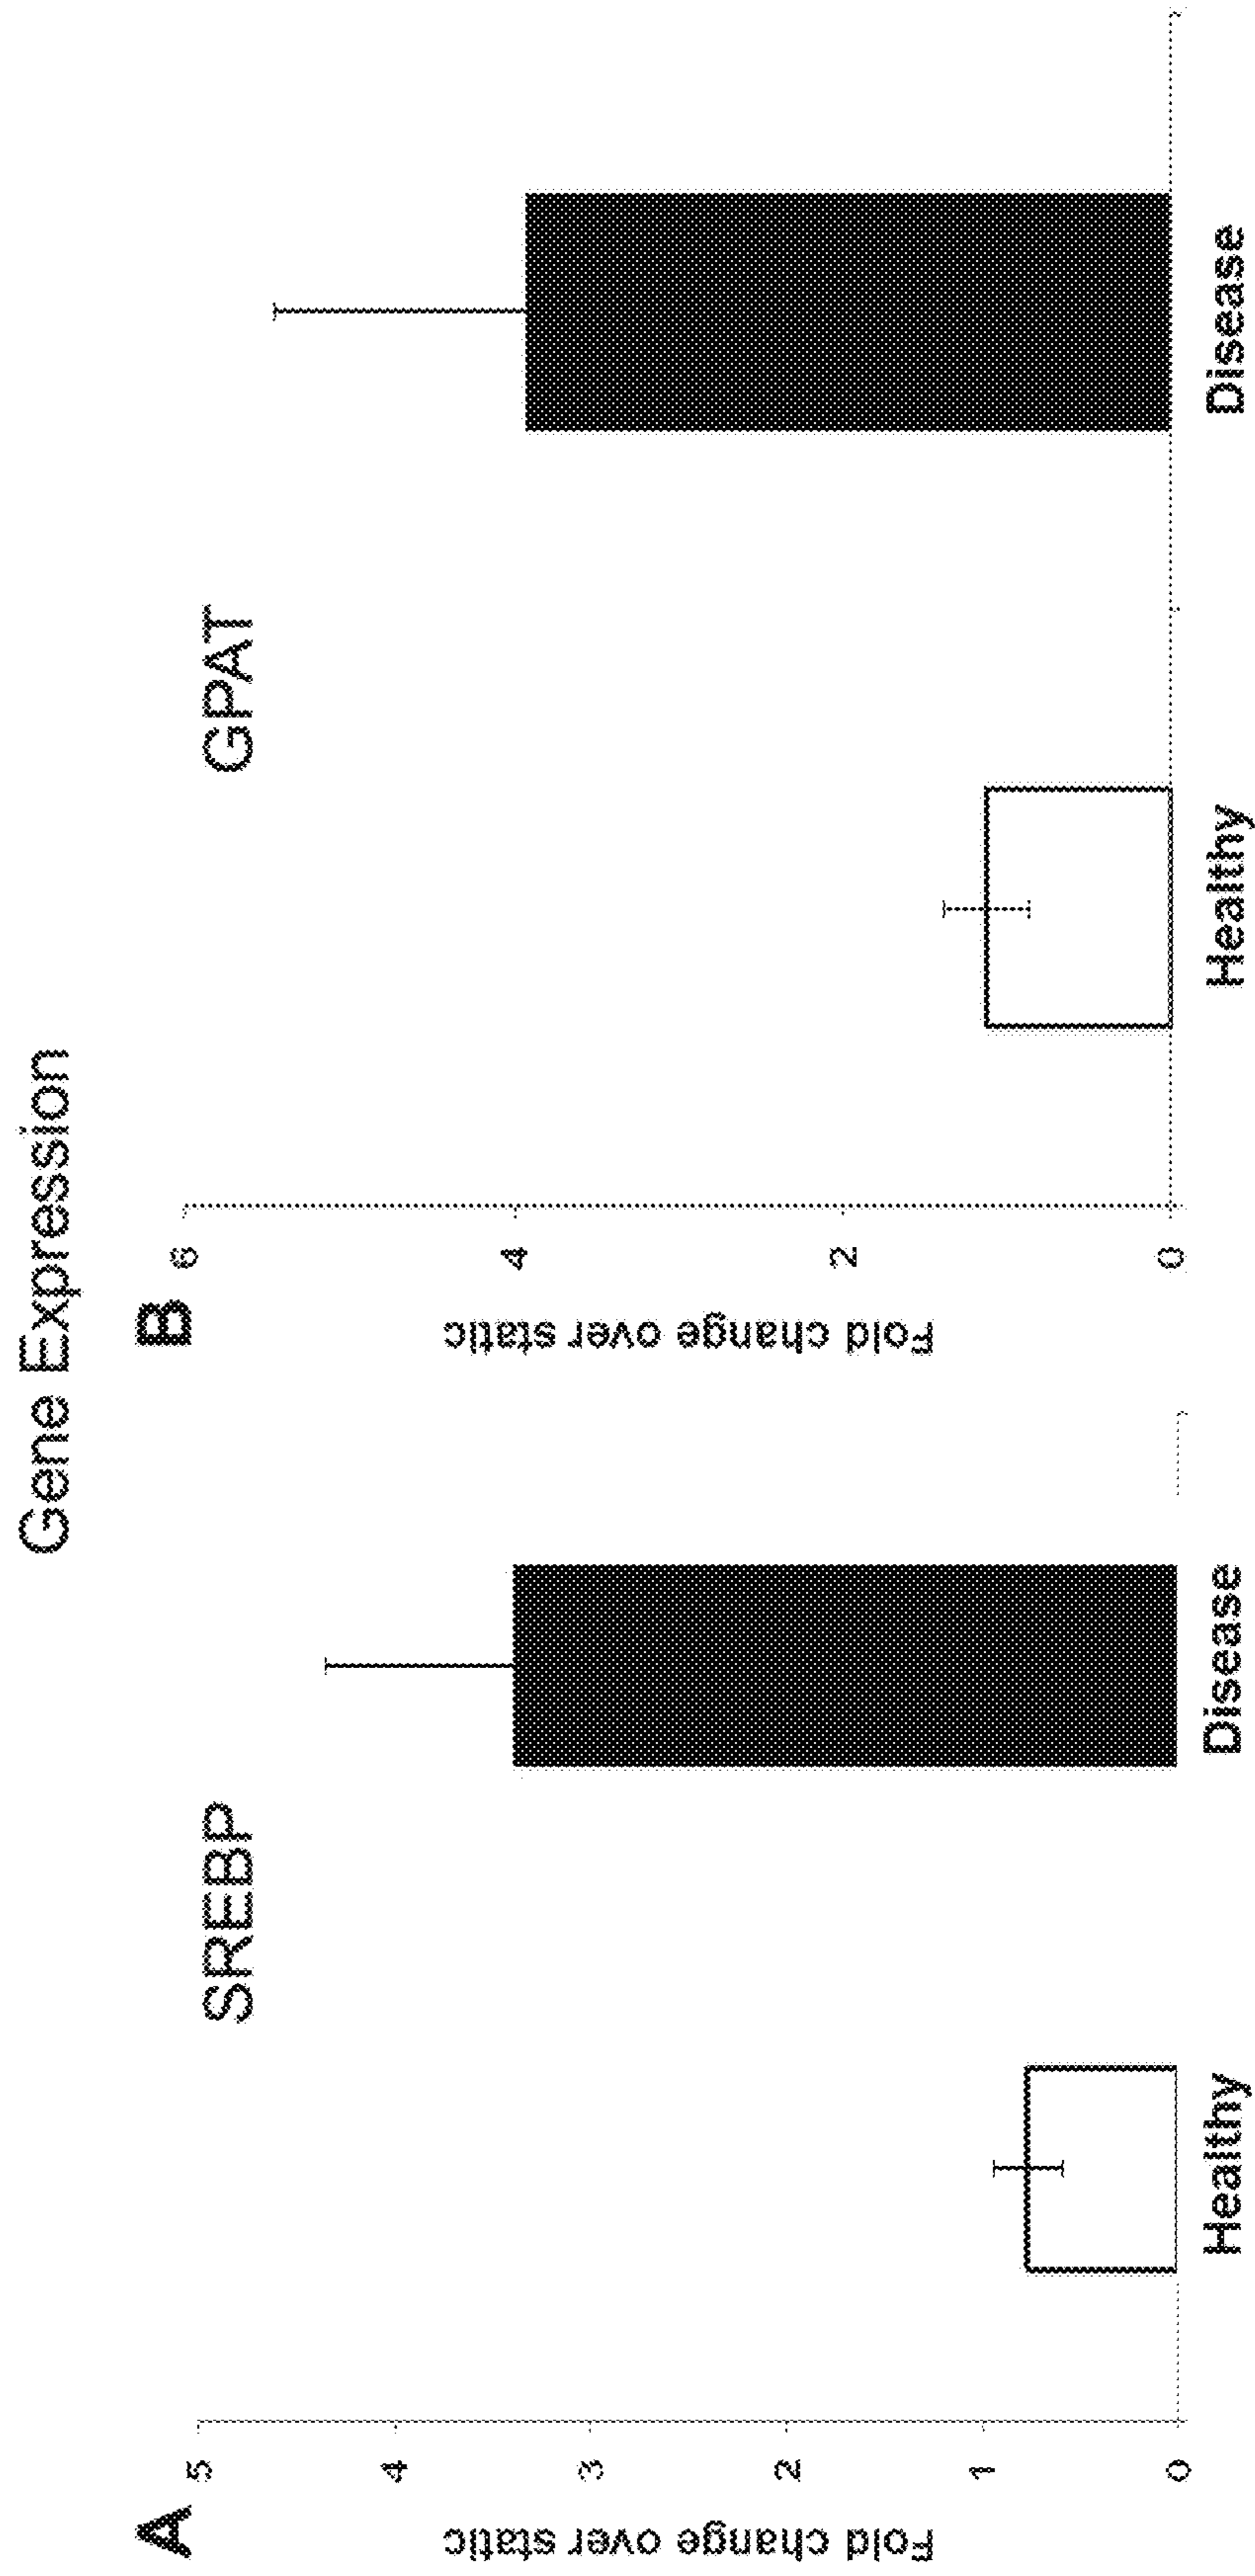 Gene Expression
A
SREBP
Fold change over static
5
4
3
2
1
0
Healthy
Disease
B
GPAT
Fold change over static
6
4
2
0
Healthy
Disease